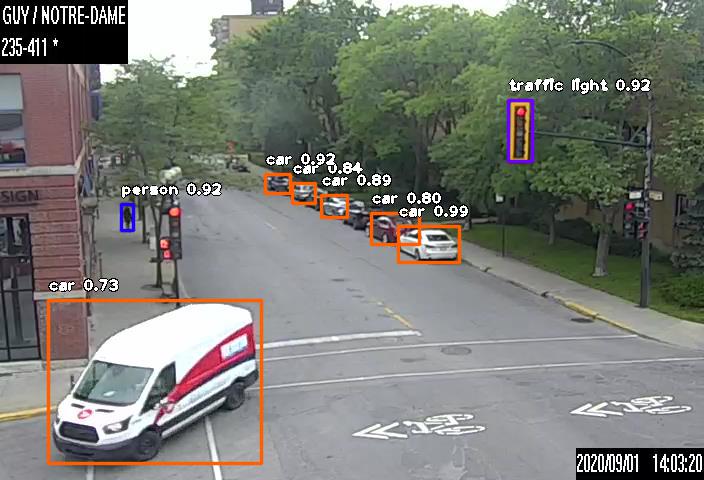 GUY / NOTRE-DAME
235-411 *
traffic light 0.92
car 0.92
car 0.84
car 0.89
person 0.92
car 0.80
car 0.99
SIGN
car 0.73
2020/09/01 14:03:20